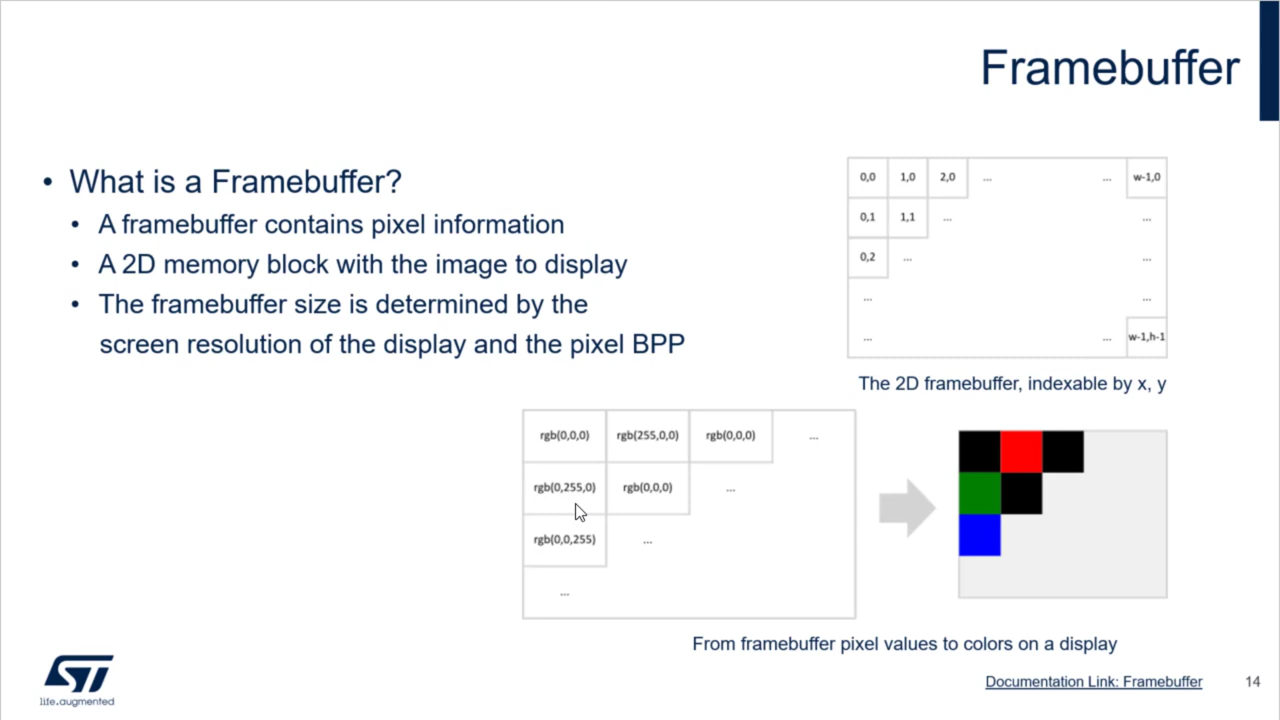 Framebuffer
• What is a Framebuffer?
• A framebuffer contains pixel information
• A 2D memory block with the image to display
• The framebuffer size is determined by the
screen resolution of the display and the pixel BPP
0,0 1,0 2,0 ... ... w-1,0
0,1 1,1 ... ...
0,2 ... ...
... ...
... ... w-1,h-1
The 2D framebuffer, indexable by x, y
rgb(0,0,0) rgb(255,0,0) rgb(0,0,0) ...
rgb(0,255,0) rgb(0,0,0) ...
rgb(0,0,255) ...
...
From framebuffer pixel values to colors on a display
ST
life.augmented
Documentation Link: Framebuffer
14